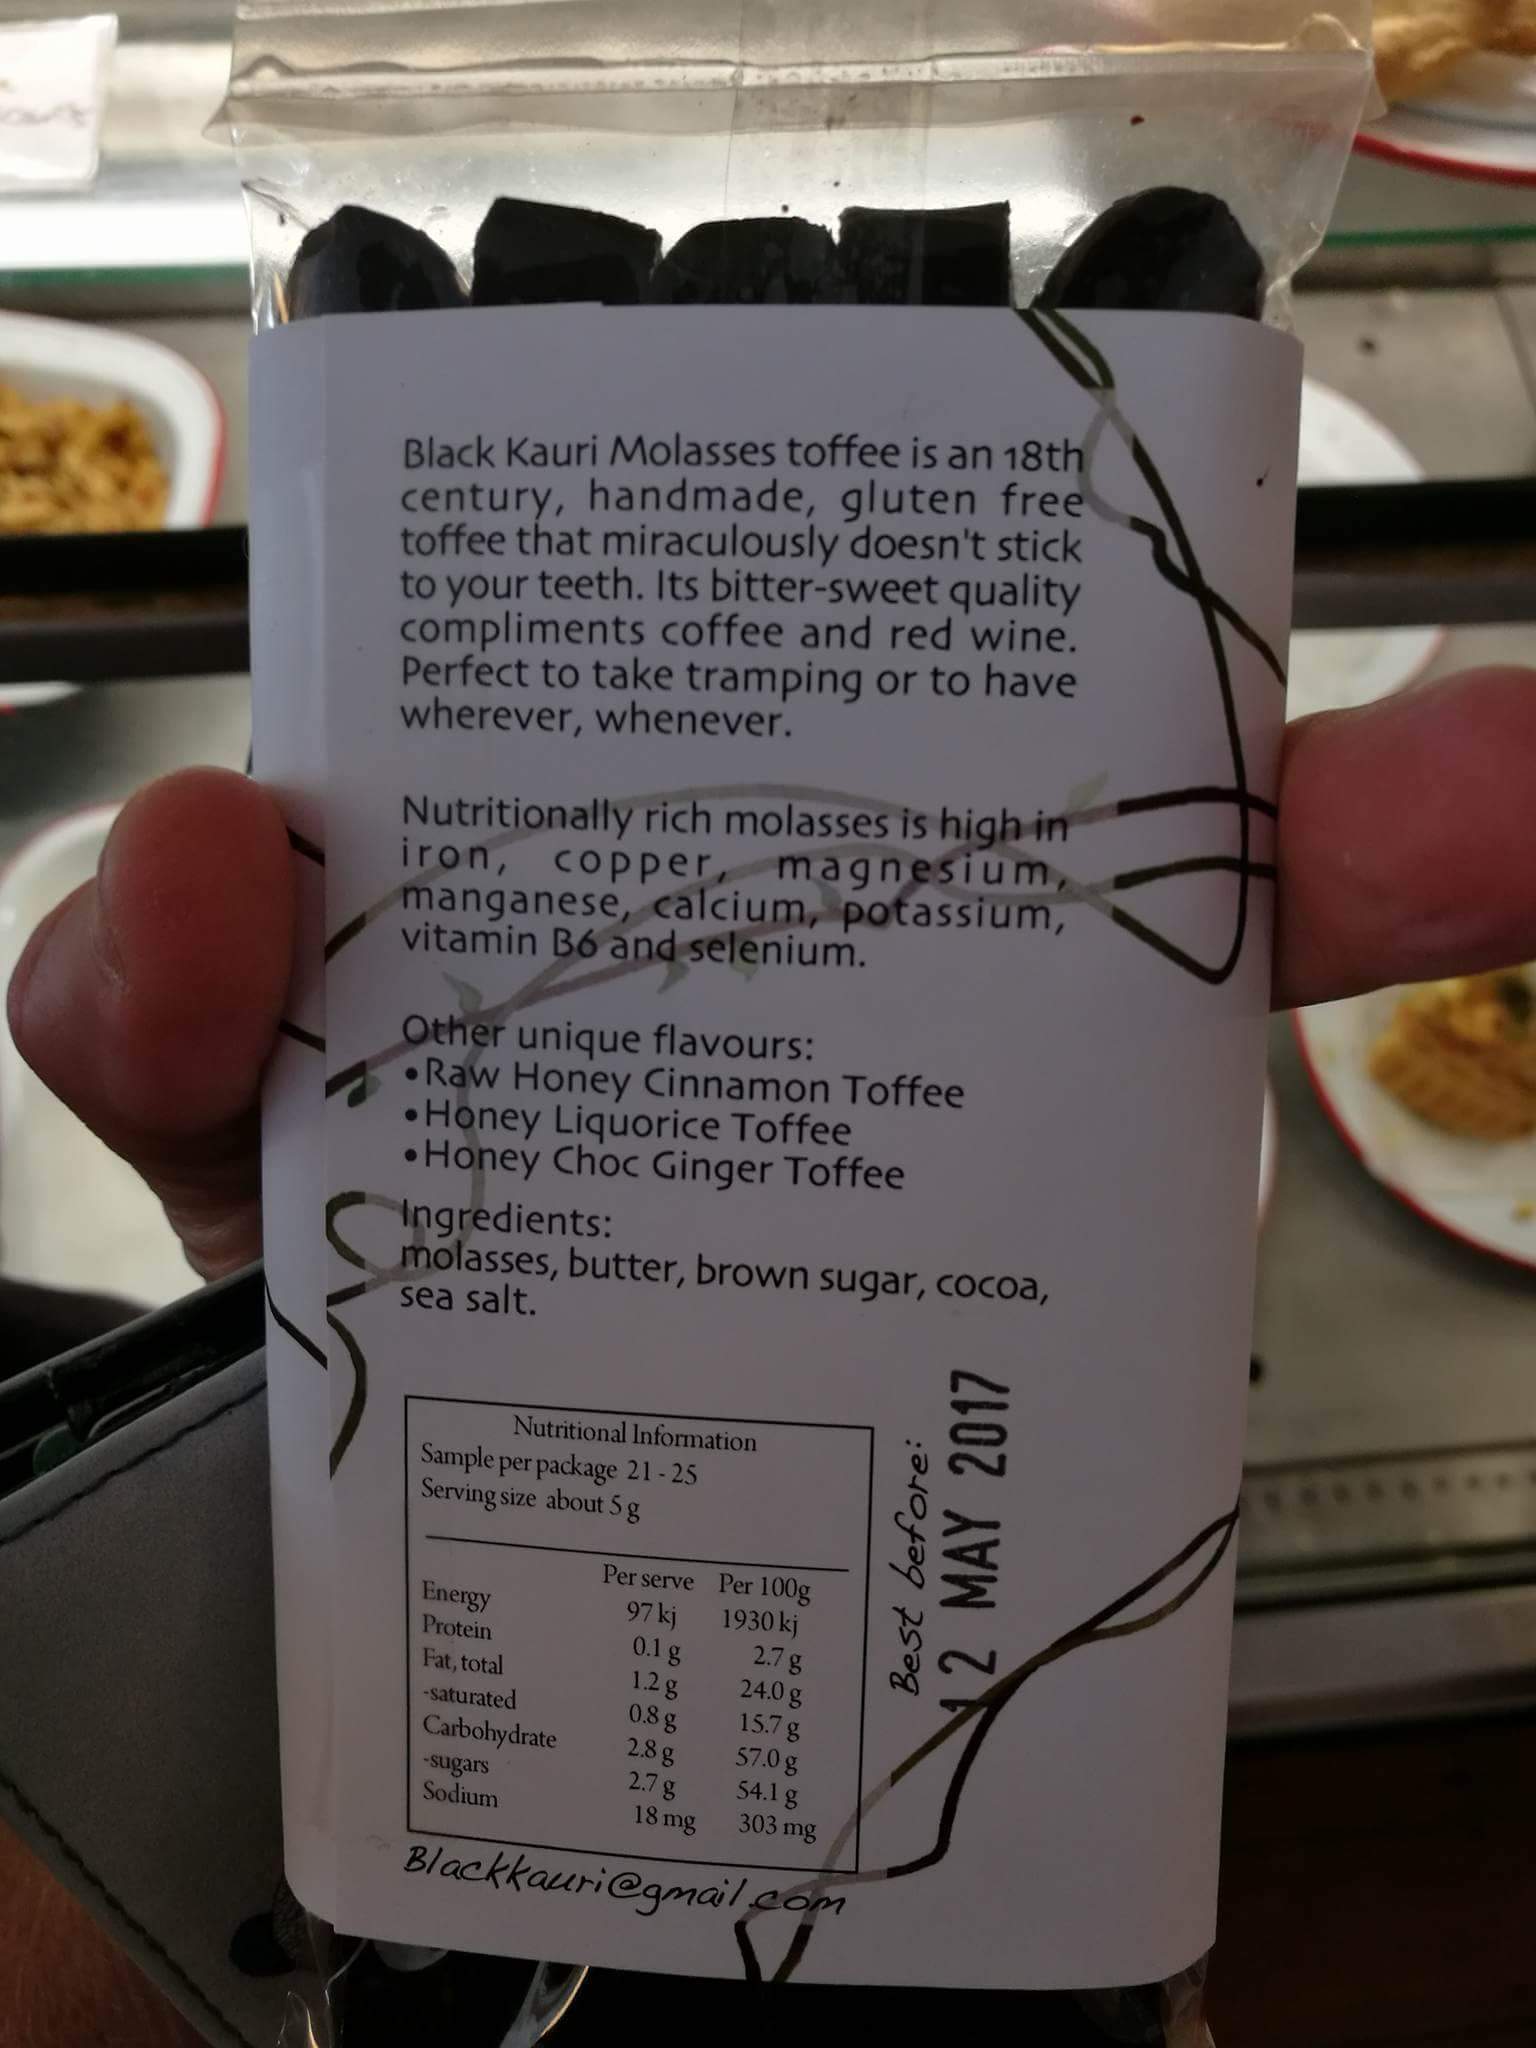 Black Kauri Molasses toffee is an 18th
century, handmade, gluten free
toffee that miraculously doesn't stick
to your teeth. Its bitter-sweet quality
compliments coffee and red wine.
Perfect to take tramping or to have
wherever, whenever.
Nutritionally rich molasses is high in
iron, copper, magnesium,
manganese, calcium, potassium,
vitamin B6 and selenium.
Other unique flavours:
•Raw Honey Cinnamon Toffee
•Honey Liquorice Toffee
•Honey Choc Ginger Toffee
Ingredients:
molasses, butter, brown sugar, cocoa,
sea salt.
Nutritional Information
Sample per package 21 - 25
Serving size about 5 g
Per serve Per 100g
Energy 97 kj 1930 kj
Protein 0.1 g 2.7 g
Fat, total 1.2 g 24.0 g
-saturated 0.8 g 15.7 g
Carbohydrate 2.8 g 57.0 g
-sugars 2.7 g 54.1 g
Sodium 18 mg 303 mg
Best before:
12 MAY 2017
Blackkauri@gmail.com